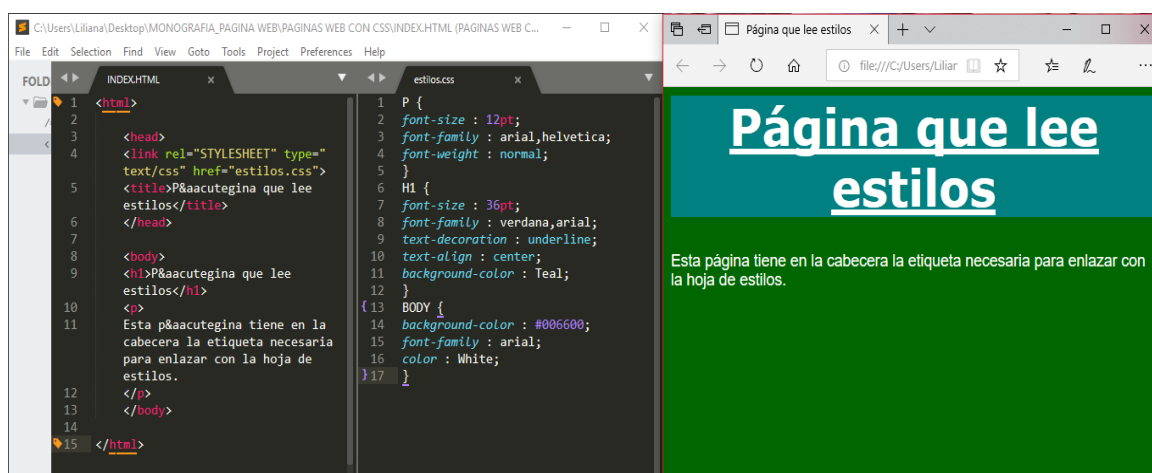 C:\Users\Liliana\Desktop\MONOGRAFIA_PAGINA WEB\PAGINAS WEB CON CSS\INDEX.HTML (PAGINAS WEB C...
File Edit Selection Find View Goto Tools Project Preferences Help
FOLD
INDEX.HTML ×
1 <html>
2
3 <head>
4 <link rel="STYLESHEET" type="
text/css" href="estilos.css">
5 <title>P&aacutegina que lee
estilos</title>
6 </head>
7
8 <body>
9 <h1>P&aacutegina que lee
estilos</h1>
10 <p>
11 Esta p&aacutegina tiene en la
cabecera la etiqueta necesaria
para enlazar con la hoja de
estilos.
12 </p>
13 </body>
14
15 </html>
estilos.css ×
1 P {
2 font-size : 12pt;
3 font-family : arial,helvetica;
4 font-weight : normal;
5 }
6 H1 {
7 font-size : 36pt;
8 font-family : verdana,arial;
9 text-decoration : underline;
10 text-align : center;
11 background-color : Teal;
12 }
13 BODY {
14 background-color : #006600;
15 font-family : arial;
16 color : White;
17 }
Página que lee estilos
file:///C:/Users/Lilian
Página que lee
estilos
Esta página tiene en la cabecera la etiqueta necesaria para enlazar con
la hoja de estilos.